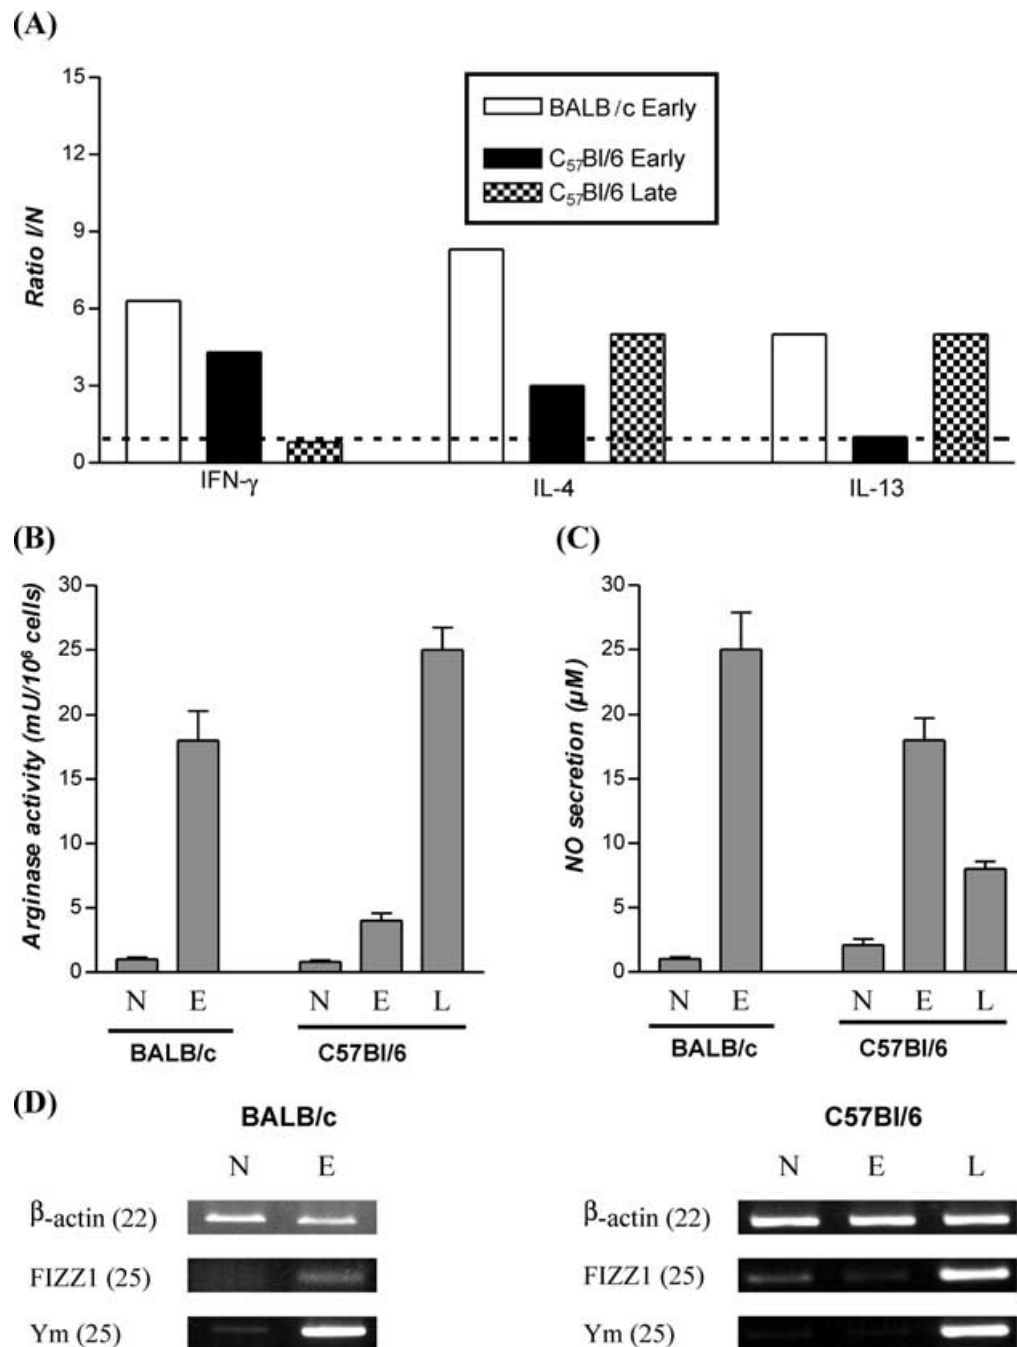 (A)
15
12
9
6
3
0
Ratio I/N
BALB/c Early
C₅₇Bl/6 Early
C₅₇Bl/6 Late
IFN-γ
IL-4
IL-13
(B)
30
25
20
15
10
5
0
Arginase activity (mU/10⁶ cells)
N E N E L
BALB/c C57Bl/6
(C)
30
25
20
15
10
5
0
NO secretion (µM)
N E N E L
BALB/c C57Bl/6
(D)
BALB/c
N E
β-actin (22)
FIZZ1 (25)
Ym (25)
C57Bl/6
N E L
β-actin (22)
FIZZ1 (25)
Ym (25)